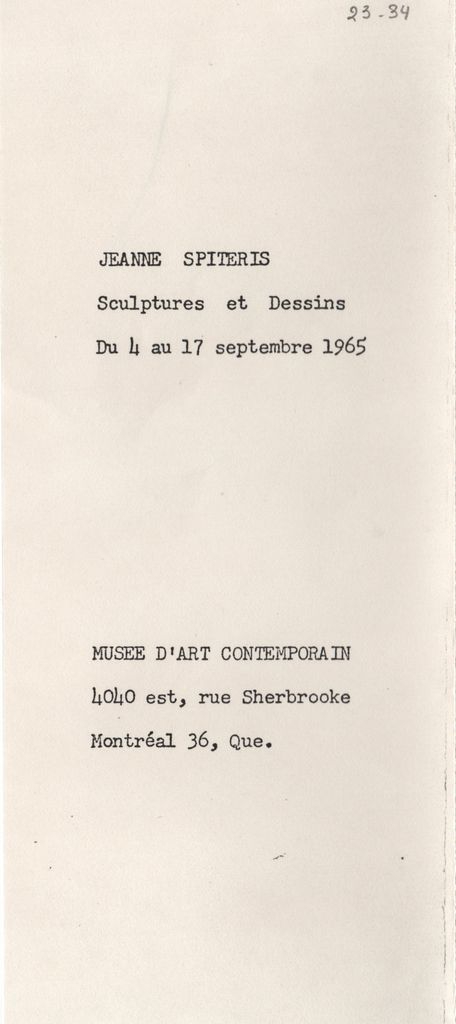 23-34
JEANNE SPITERIS
Sculptures et Dessins
Du 4 au 17 septembre 1965
MUSEE D'ART CONTEMPORAIN
4040 est, rue Sherbrooke
Montréal 36, Que.